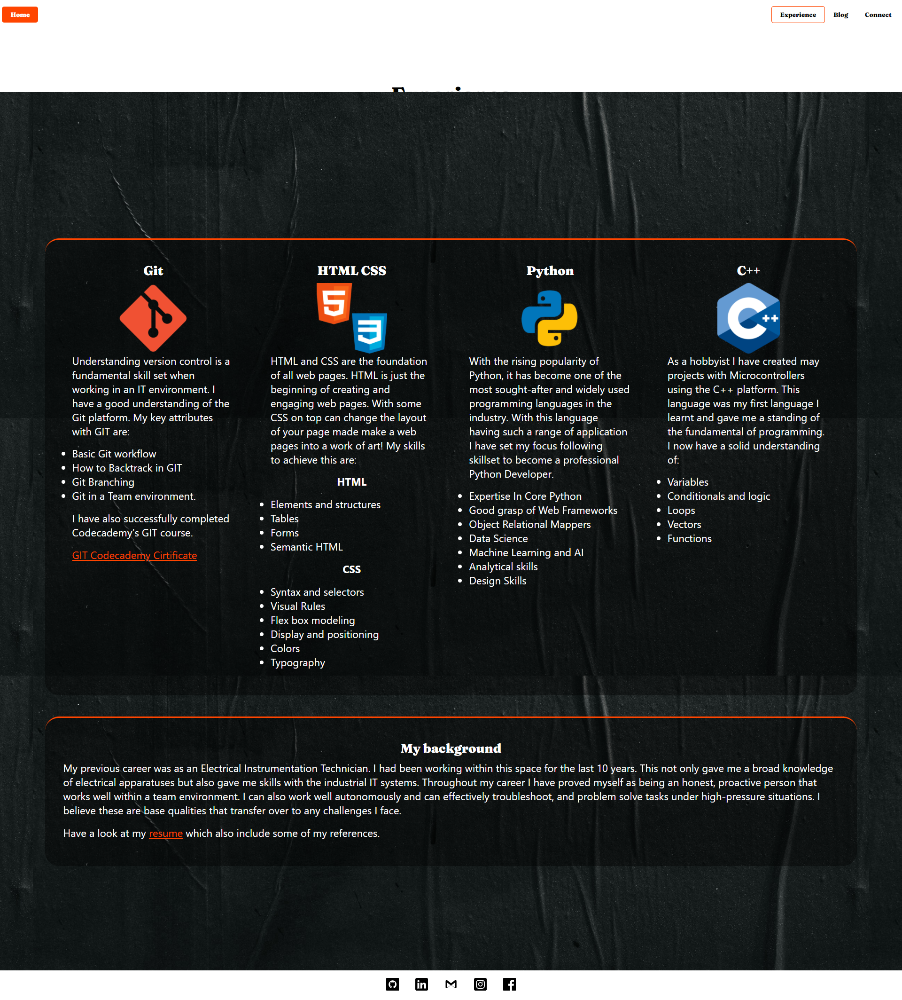 Home
Experience Blog Connect
Experience
Git
Understanding version control is a
fundamental skill set when
working in an IT environment. I
have a good understanding of the
Git platform. My key attributes
with GIT are:
Basic Git workflow
How to Backtrack in GIT
Git Branching
Git in a Team environment.
I have also successfully completed
Codecademy’s GIT course.
GIT Codecademy Cirtificate
HTML CSS
5
3
HTML and CSS are the foundation
of all web pages. HTML is just the
beginning of creating and
engaging web pages. With some
CSS on top can change the layout
of your page made make a web
pages into a work of art! My skills
to achieve this are:
HTML
Elements and structures
Tables
Forms
Semantic HTML
CSS
Syntax and selectors
Visual Rules
Flex box modeling
Display and positioning
Colors
Typography
Python
With the rising popularity of
Python, it has become one of the
most sought-after and widely used
programming languages in the
industry. With this language
having such a range of application
I have set my focus following
skillset to become a professional
Python Developer.
Expertise In Core Python
Good grasp of Web Frameworks
Object Relational Mappers
Data Science
Machine Learning and AI
Analytical skills
Design Skills
C++
C++
As a hobbyist I have created may
projects with Microcontrollers
using the C++ platform. This
language was my first language I
learnt and gave me a standing of
the fundamental of programming.
I now have a solid understanding
of:
Variables
Conditionals and logic
Loops
Vectors
Functions
My background
My previous career was as an Electrical Instrumentation Technician. I had been working within this space for the last 10 years. This not only gave me a broad knowledge
of electrical apparatuses but also gave me skills with the industrial IT systems. Throughout my career I have proved myself as being an honest, proactive person that
works well within a team environment. I can also work well autonomously and can effectively troubleshoot, and problem solve tasks under high-pressure situations. I
believe these are base qualities that transfer over to any challenges I face.
Have a look at my resume which also include some of my references.
in